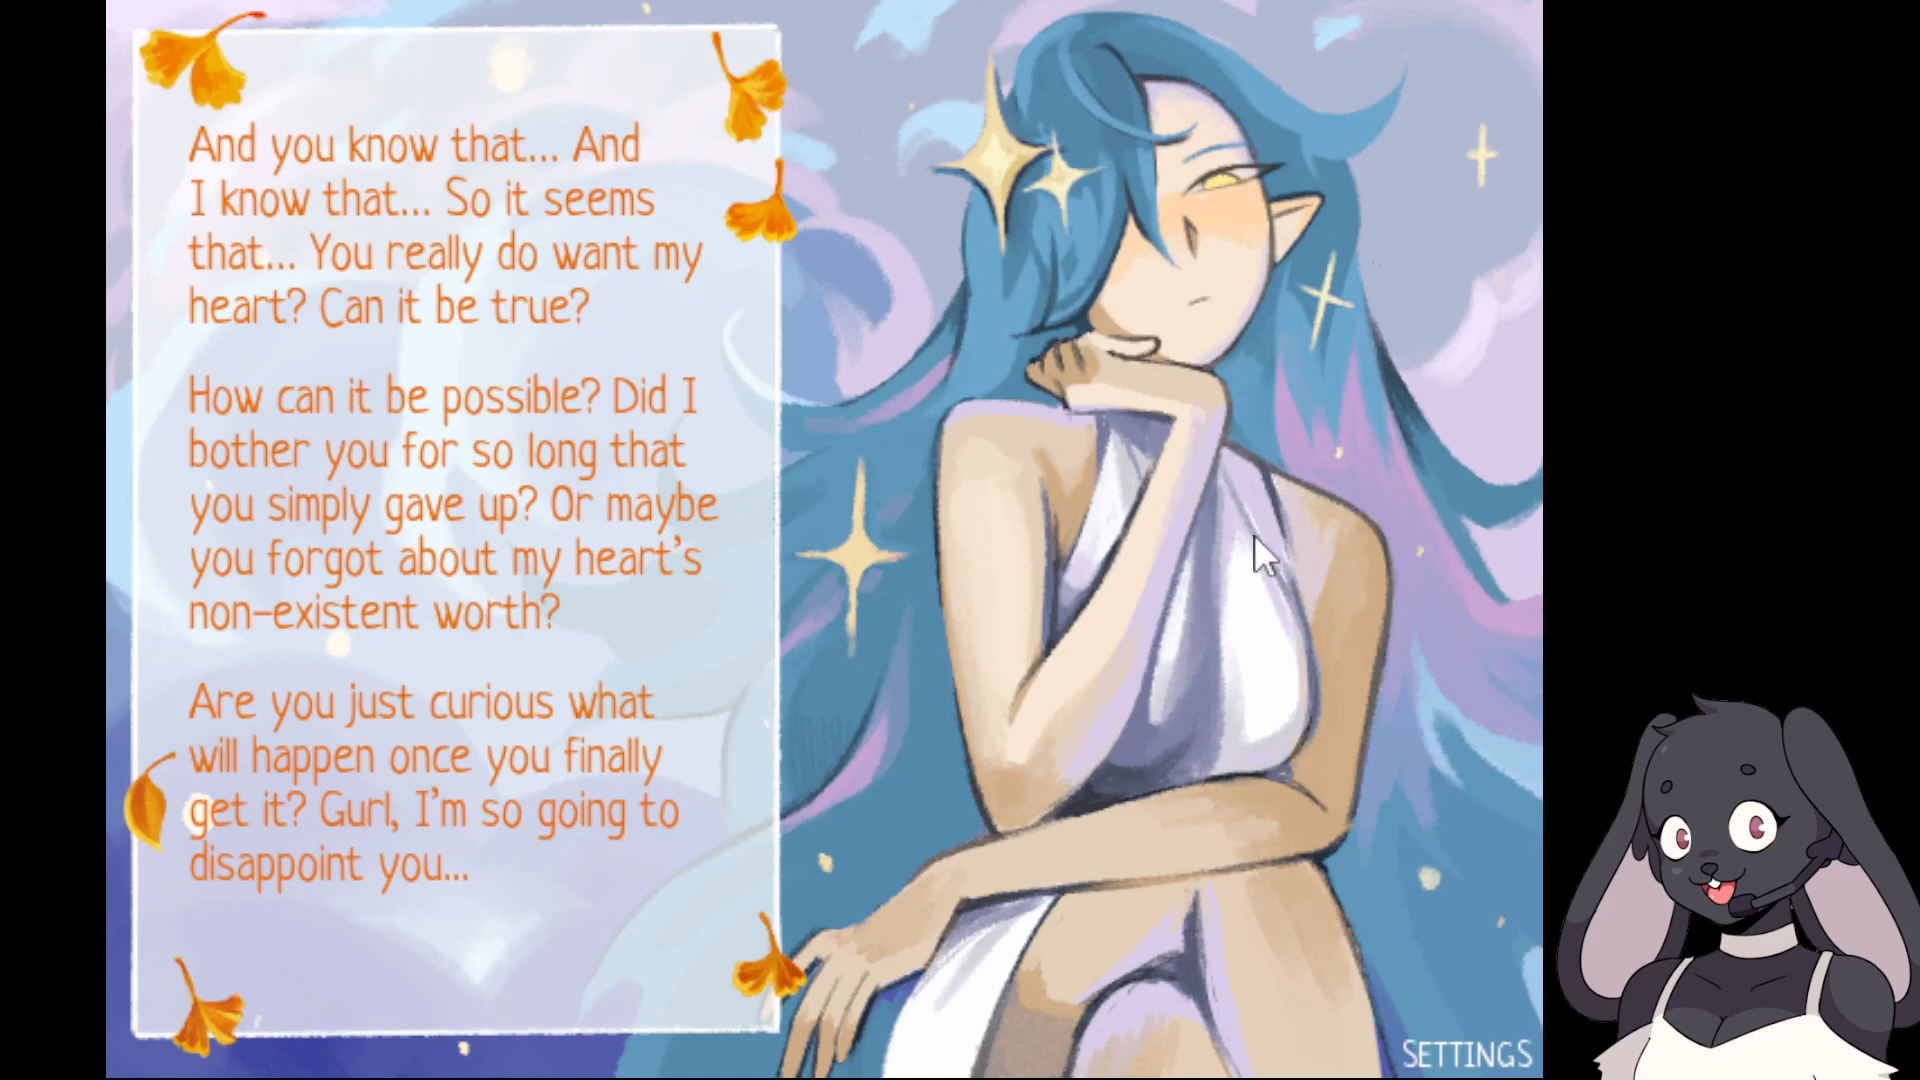 And you know that... And
I know that... So it seems
that... You really do want my
heart? Can it be true?
How can it be possible? Did I
bother you for so long that
you simply gave up? Or maybe
you forgot about my heart's
non-existent worth?
Are you just curious what
will happen once you finally
get it? Gurl, I'm so going to
disappoint you...
SETTINGS